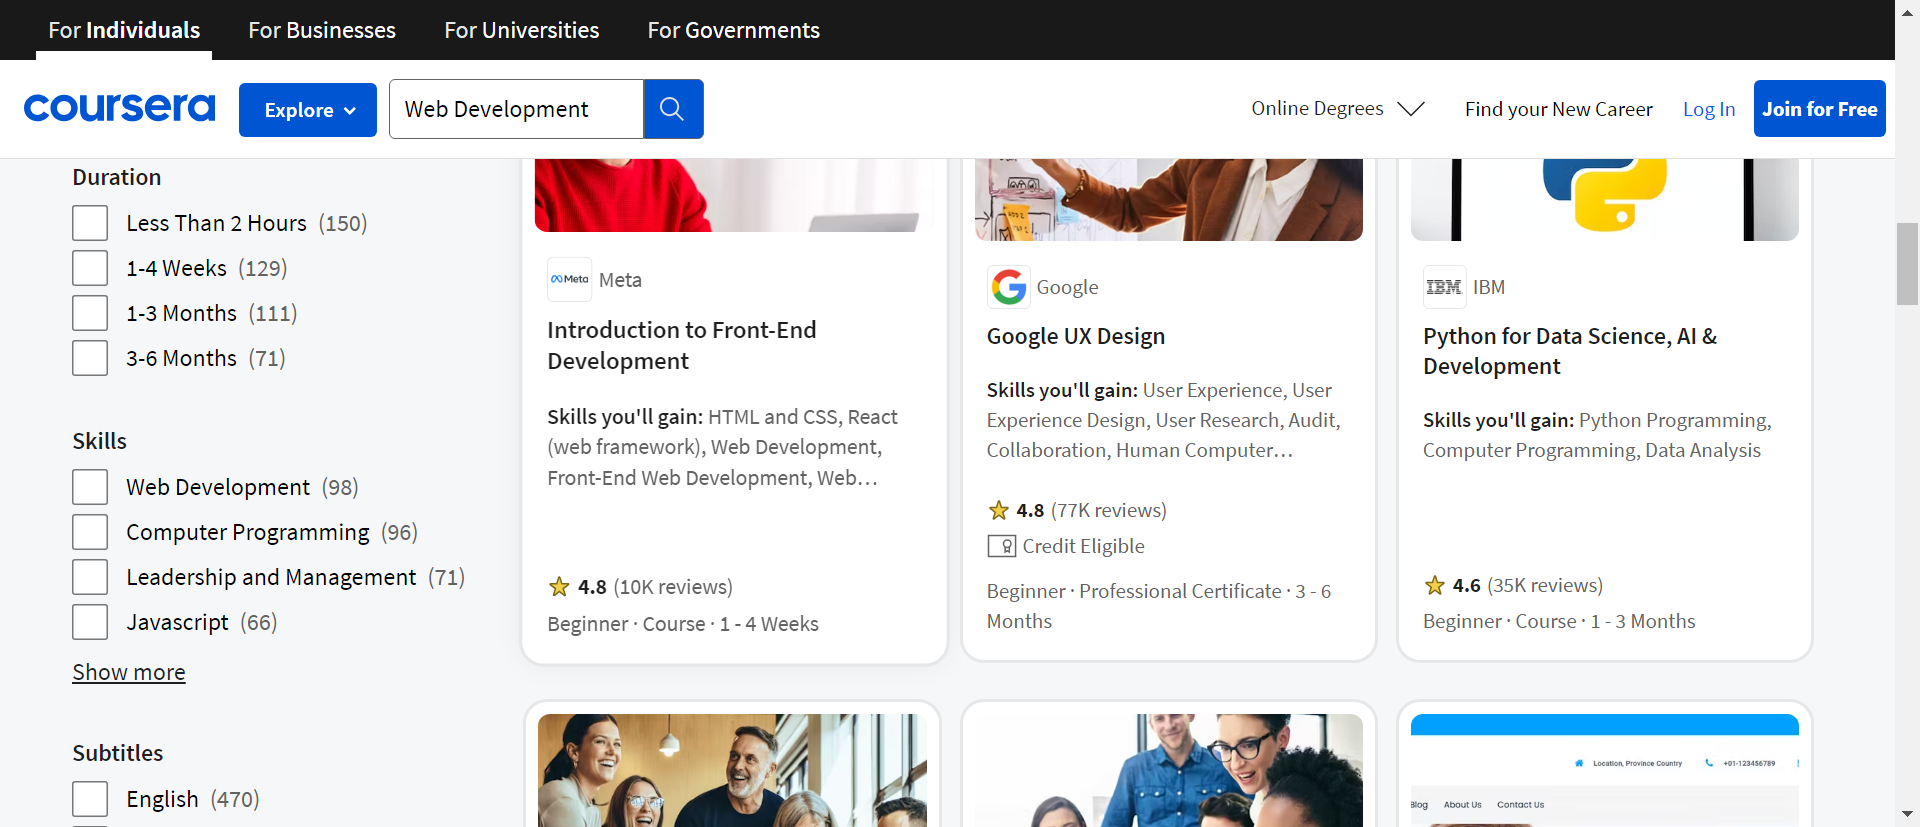 For Individuals
For Businesses
For Universities
For Governments
coursera
Explore
Web Development
Online Degrees
Find your New Career
Log In
Join for Free
Duration
Less Than 2 Hours (150)
1-4 Weeks (129)
1-3 Months (111)
3-6 Months (71)
Skills
Web Development (98)
Computer Programming (96)
Leadership and Management (71)
Javascript (66)
Show more
Subtitles
English (470)
Meta
Meta
Introduction to Front-End
Development
Skills you'll gain: HTML and CSS, React
(web framework), Web Development,
Front-End Web Development, Web…
4.8 (10K reviews)
Beginner · Course · 1 - 4 Weeks
ADD 2
Google
Google UX Design
Skills you'll gain: User Experience, User
Experience Design, User Research, Audit,
Collaboration, Human Computer…
4.8 (77K reviews)
Credit Eligible
Beginner · Professional Certificate · 3 - 6
Months
IBM
IBM
Python for Data Science, AI &
Development
Skills you'll gain: Python Programming,
Computer Programming, Data Analysis
4.6 (35K reviews)
Beginner · Course · 1 - 3 Months
Location, Province Country
+01-123456789
Blog
About Us
Contact Us